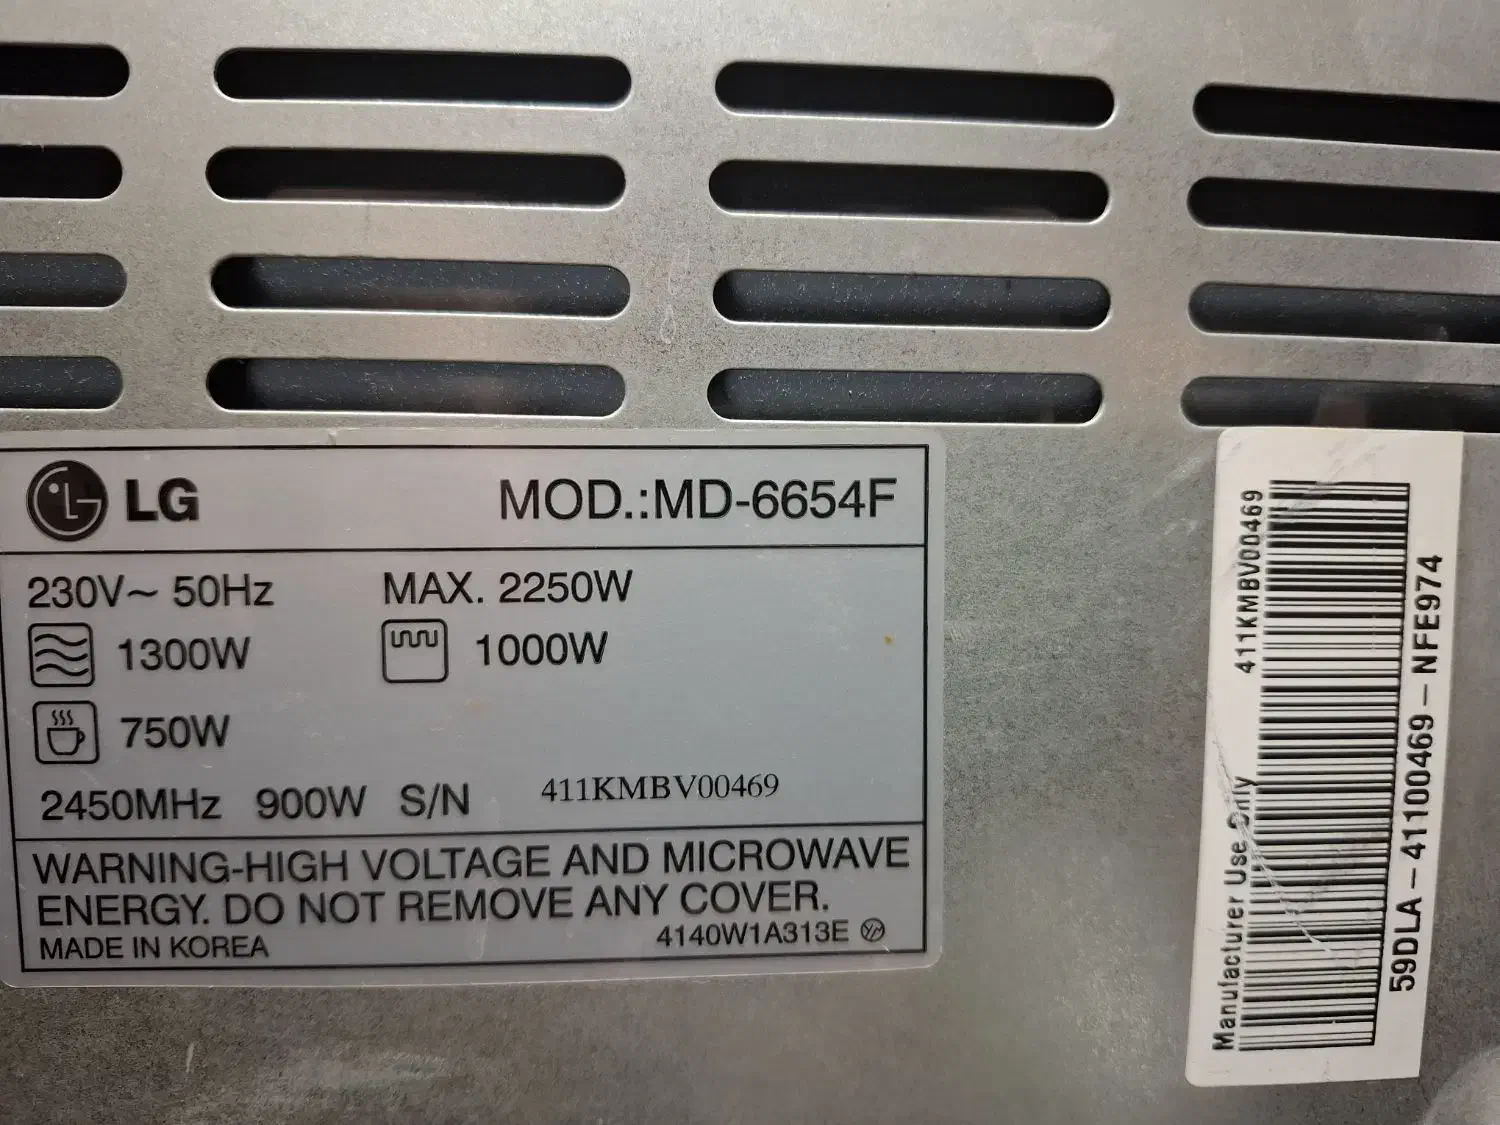 LG MOD.:MD-6654F
230V~ 50Hz MAX. 2250W
1300W 1000W
750W
2450MHz 900W S/N 411KMBV00469
WARNING-HIGH VOLTAGE AND MICROWAVE
ENERGY. DO NOT REMOVE ANY COVER.
MADE IN KOREA 4140W1A313E
Manufacturer Use Only 411KMBV00469
59DLA-41100469-NFE974